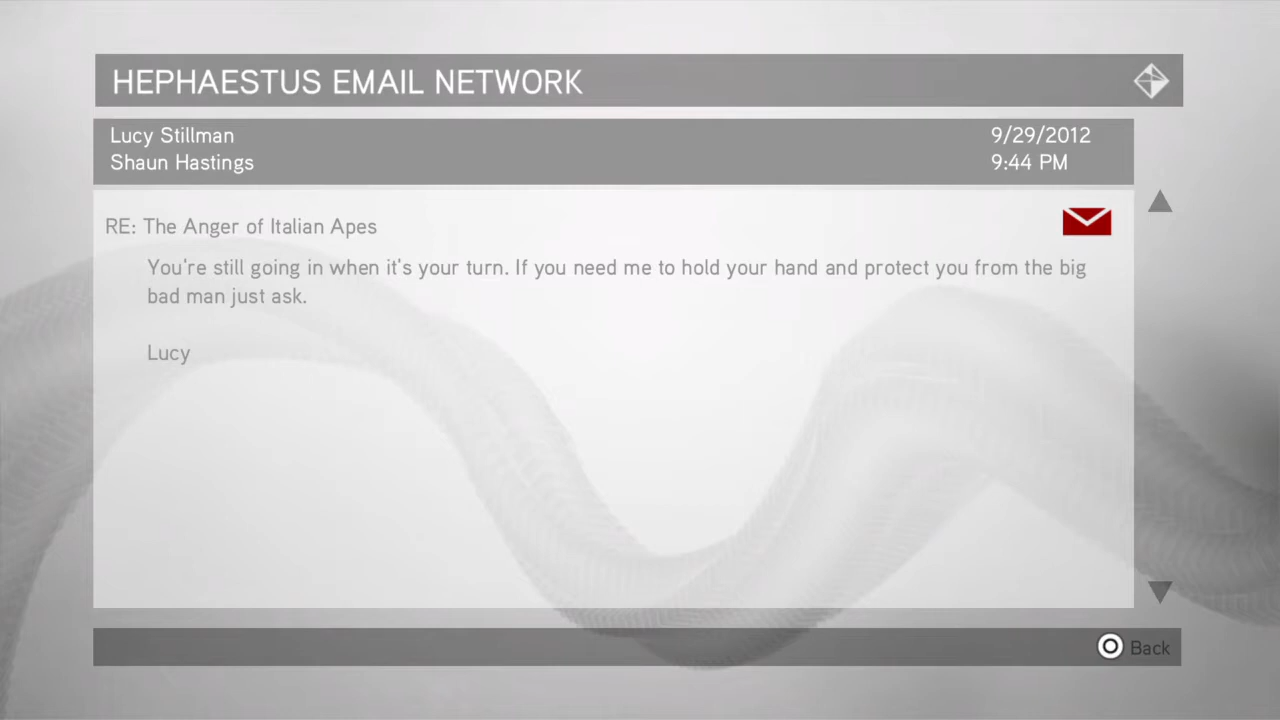 HEPHAESTUS EMAIL NETWORK
Lucy Stillman
9/29/2012
Shaun Hastings
9:44 PM
RE: The Anger of Italian Apes
You're still going in when it's your turn. If you need me to hold your hand and protect you from the big
bad man just ask.
Lucy
Back